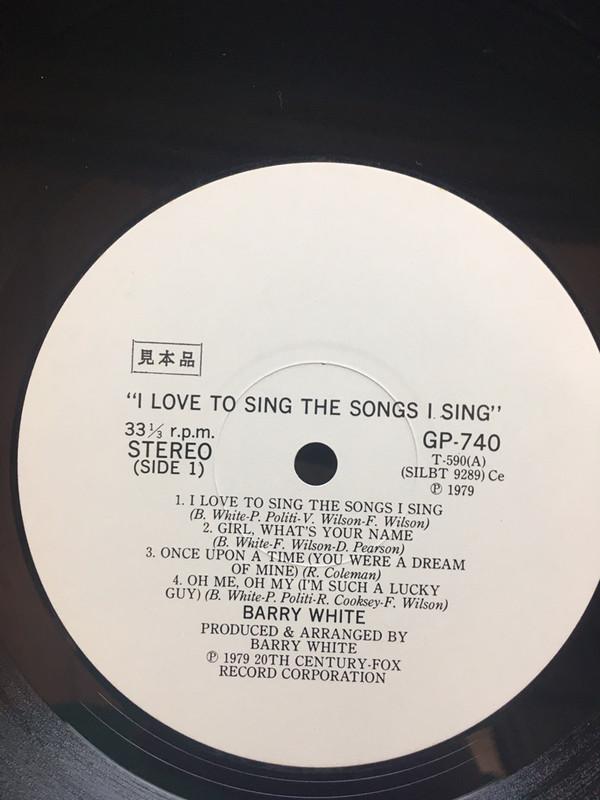 見本品
"I LOVE TO SING THE SONGS I SING"
33⅓ r.p.m.
STEREO
(SIDE 1)
GP-740
T-590(A)
(SILBT 9289) Ce
Ⓟ 1979
1. I LOVE TO SING THE SONGS I SING
(B. White-P. Politi-V. Wilson-F. Wilson)
2. GIRL, WHAT'S YOUR NAME
(B. White-F. Wilson-D. Pearson)
3. ONCE UPON A TIME (YOU WERE A DREAM
OF MINE) (R. Coleman)
4. OH ME, OH MY (I'M SUCH A LUCKY
GUY) (B. White-P. Politi-R. Cooksey-F. Wilson)
BARRY WHITE
PRODUCED & ARRANGED BY
BARRY WHITE
Ⓟ 1979 20TH CENTURY-FOX
RECORD CORPORATION